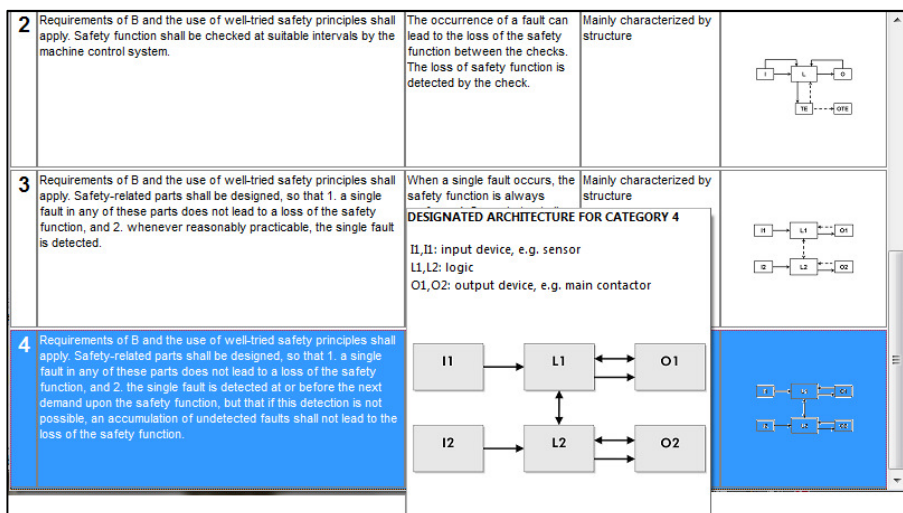 2
Requirements of B and the use of well-tried safety principles shall
apply. Safety function shall be checked at suitable intervals by the
machine control system.
The occurrence of a fault can
lead to the loss of the safety
function between the checks.
The loss of safety function is
detected by the check.
Mainly characterized by
structure
I
L
O
TE
OTE
3
Requirements of B and the use of well-tried safety principles shall
apply. Safety-related parts shall be designed, so that 1. a single
fault in any of these parts does not lead to a loss of the safety
function, and 2. whenever reasonably practicable, the single fault
is detected.
When a single fault occurs, the
safety function is always
Mainly characterized by
structure
I1
L1
O1
I2
L2
O2
DESIGNATED ARCHITECTURE FOR CATEGORY 4
I1,I1: input device, e.g. sensor
L1,L2: logic
O1,O2: output device, e.g. main contactor
I1
L1
O1
I2
L2
O2
4
Requirements of B and the use of well-tried safety principles shall
apply. Safety-related parts shall be designed, so that 1. a single
fault in any of these parts does not lead to a loss of the safety
function, and 2. the single fault is detected at or before the next
demand upon the safety function, but that if this detection is not
possible, an accumulation of undetected faults shall not lead to the
loss of the safety function.